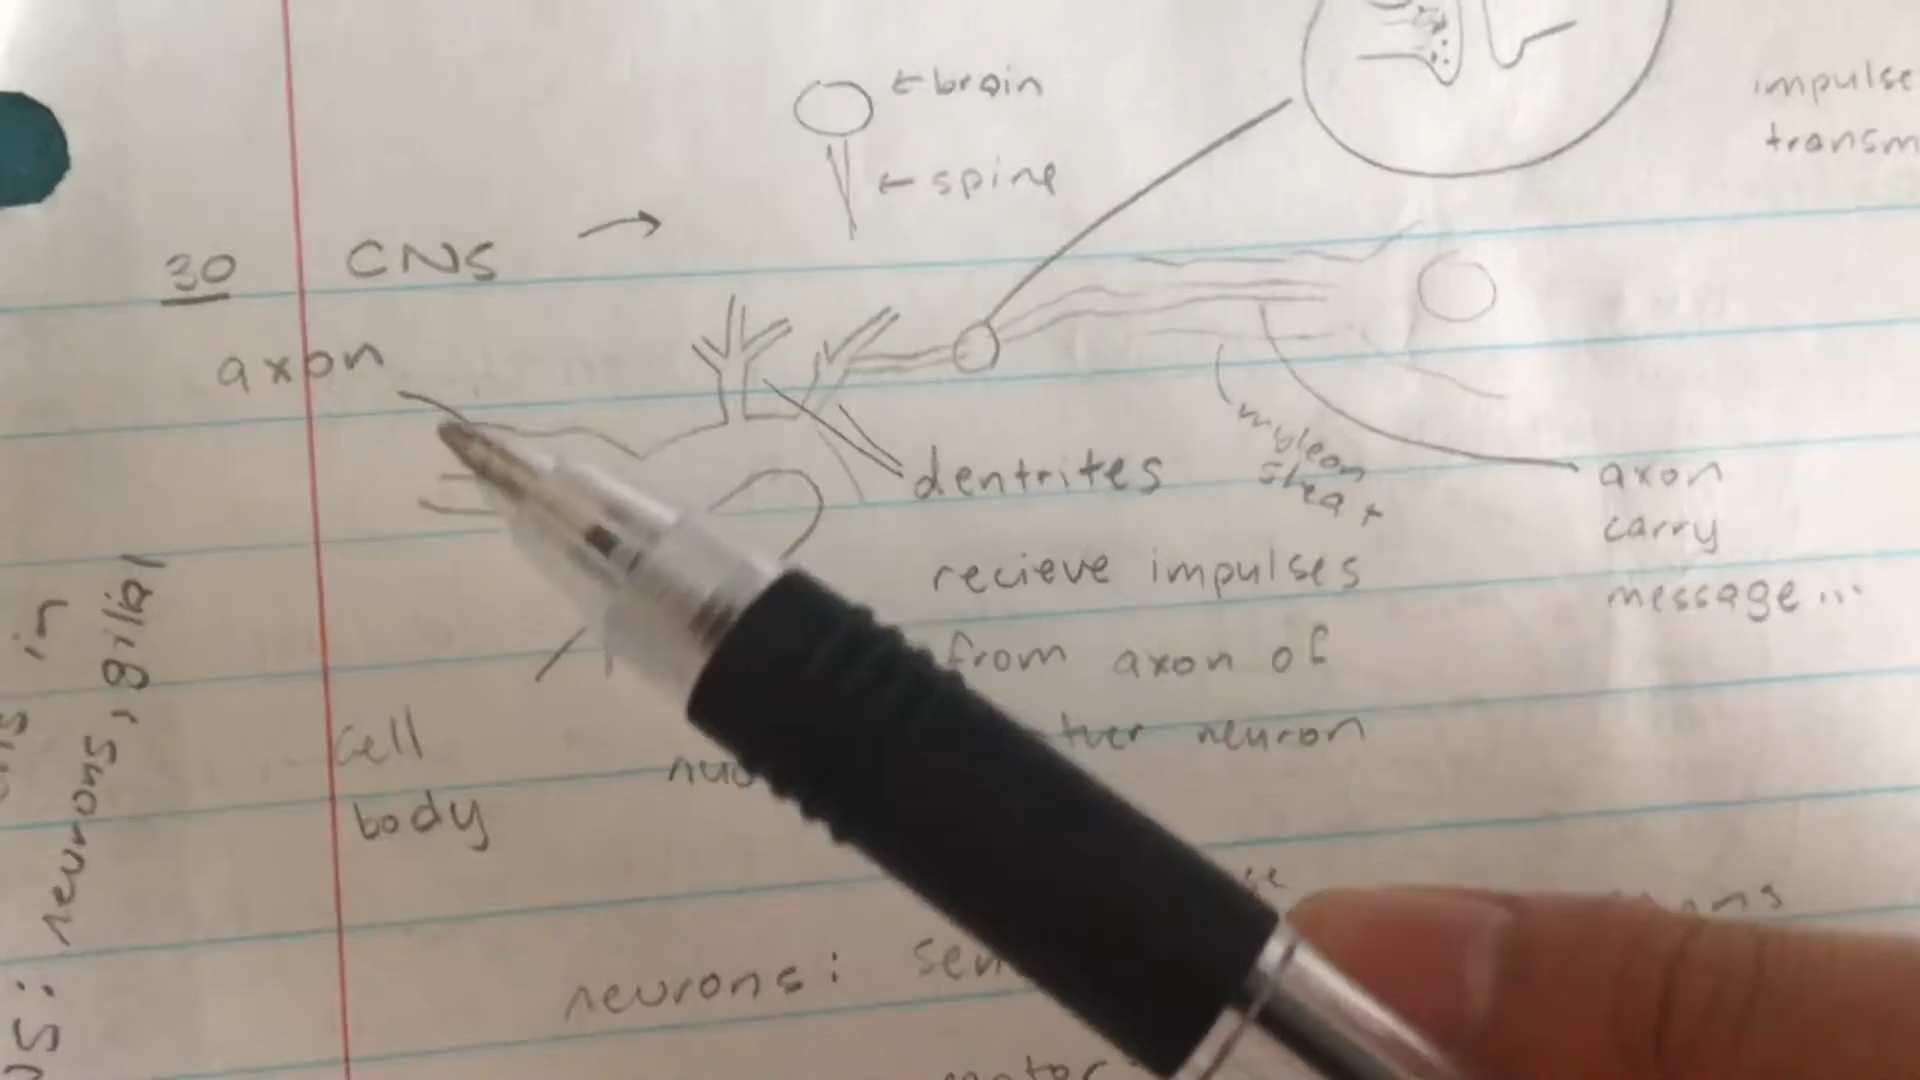 ←brain
impulse
transm
← spine
30 CNS →
axon
dentrites
myleon
sheat
axon
carry
message...
recieve impulses
from axon of
neuron
cell
body
in
neurons, gilial
neurons: